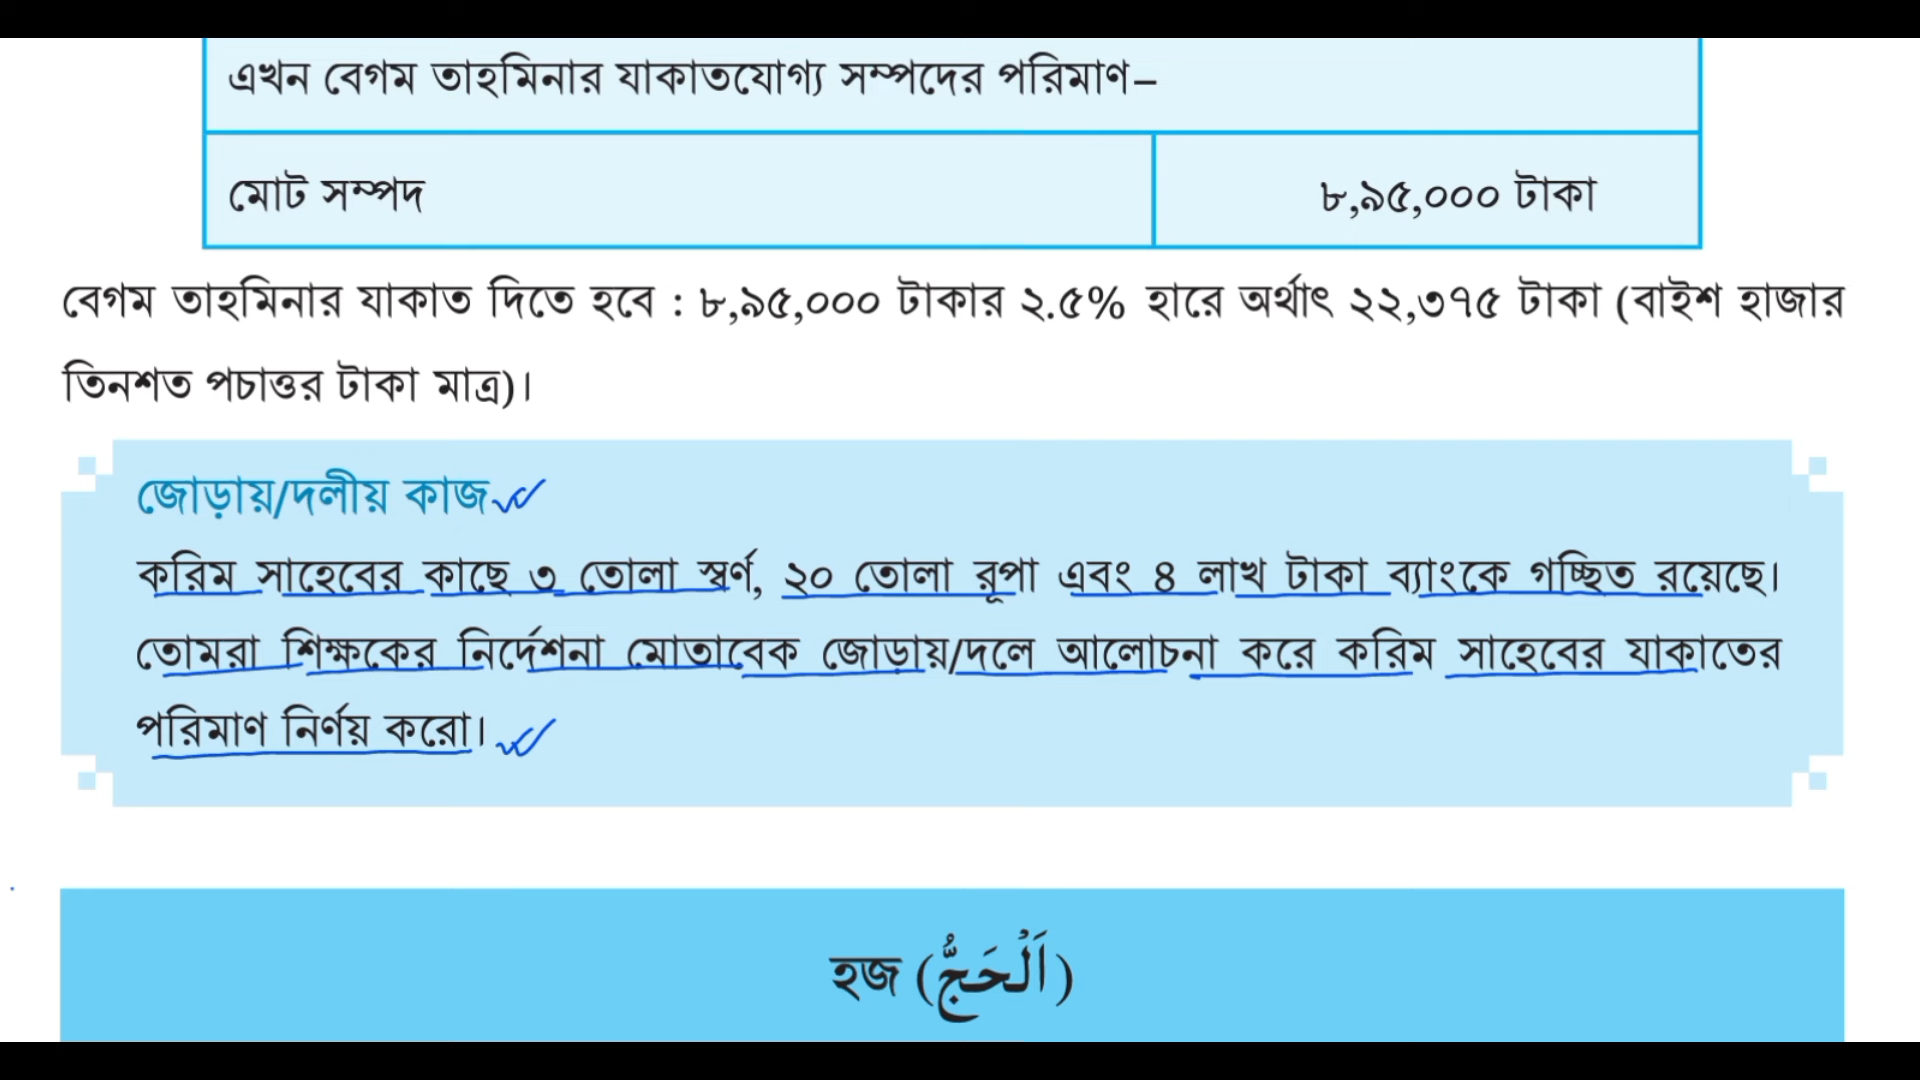 এখন বেগম তাহমিনার যাকাতযোগ্য সম্পদের পরিমাণ–
মোট সম্পদ ৮,৯৫,০০০ টাকা
বেগম তাহমিনার যাকাত দিতে হবে : ৮,৯৫,০০০ টাকার ২.৫% হারে অর্থাৎ ২২,৩৭৫ টাকা (বাইশ হাজার
তিনশত পচাত্তর টাকা মাত্র)।
জোড়ায়/দলীয় কাজ
করিম সাহেবের কাছে ৩ তোলা স্বর্ণ, ২০ তোলা রূপা এবং ৪ লাখ টাকা ব্যাংকে গচ্ছিত রয়েছে।
তোমরা শিক্ষকের নির্দেশনা মোতাবেক জোড়ায়/দলে আলোচনা করে করিম সাহেবের যাকাতের
পরিমাণ নির্ণয় করো।
হজ (اَلْحَجُّ)